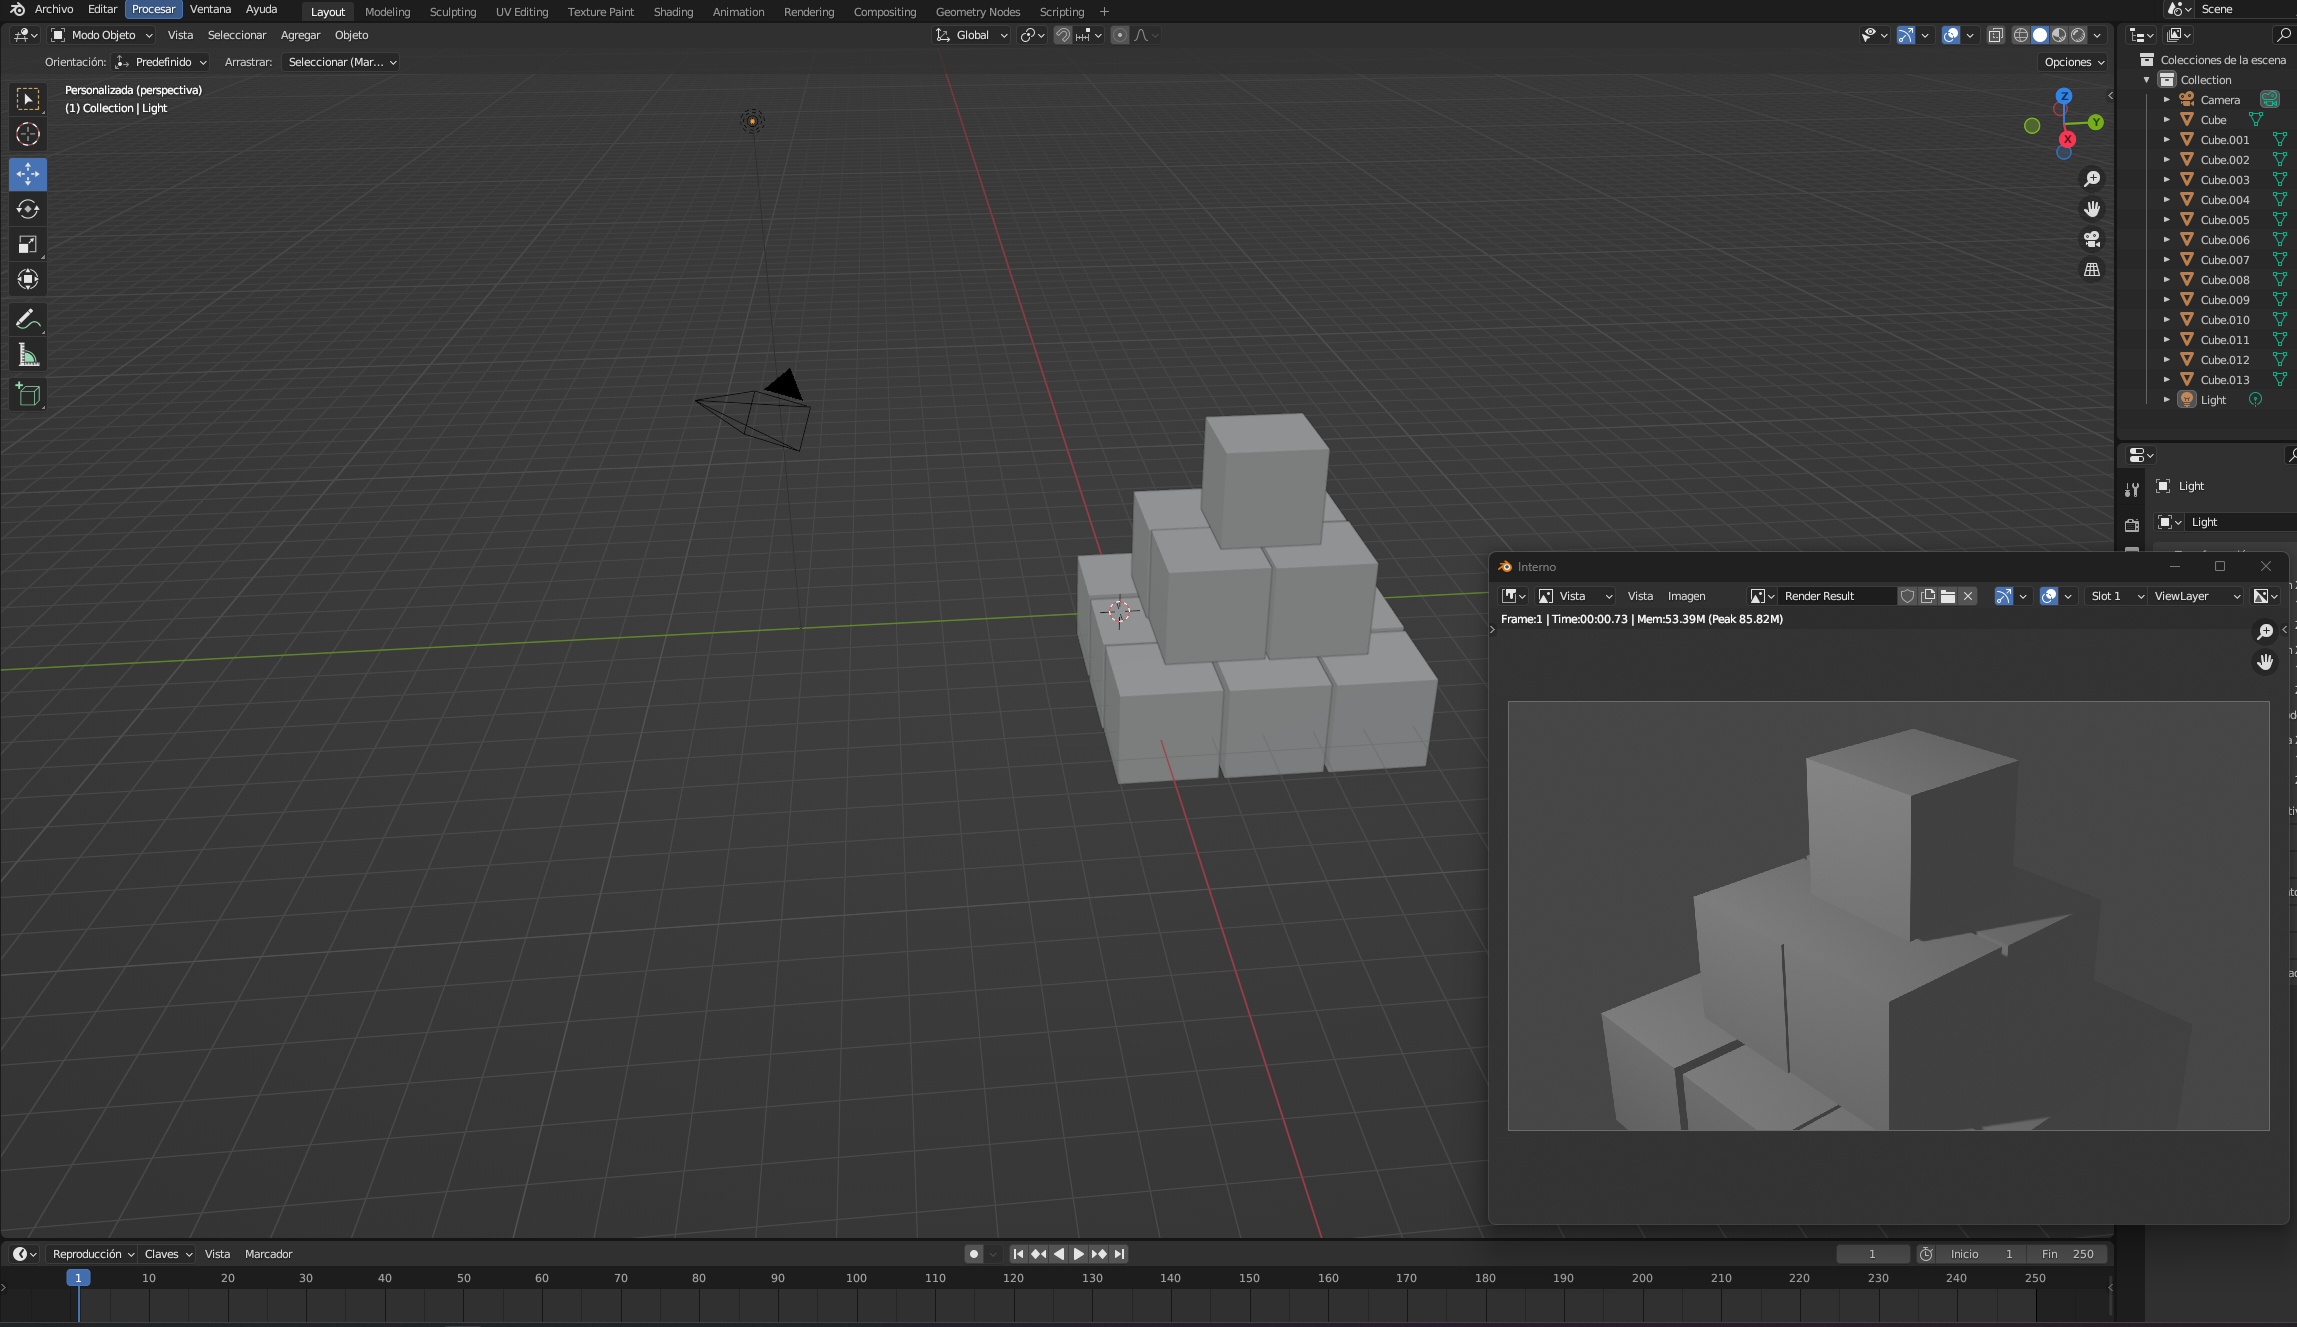 Archivo Editar Procesar Ventana Ayuda Layout Modeling Sculpting UV Editing Texture Paint Shading Animation Rendering Compositing Geometry Nodes Scripting + Scene
Modo Objeto Vista Seleccionar Agregar Objeto Global
Orientación: Predefinido Arrastrar: Seleccionar (Mar... Opciones
Personalizada (perspectiva)
(1) Collection | Light
Z
Y
X
Colecciones de la escena
Collection
Camera
Cube
Cube.001
Cube.002
Cube.003
Cube.004
Cube.005
Cube.006
Cube.007
Cube.008
Cube.009
Cube.010
Cube.011
Cube.012
Cube.013
Light
Light
Light
Interno
Vista Vista Imagen Render Result Slot 1 ViewLayer
Frame:1 | Time:00:00.73 | Mem:53.39M (Peak 85.82M)
Reproducción Claves Vista Marcador 1 Inicio 1 Fin 250
1 10 20 30 40 50 60 70 80 90 100 110 120 130 140 150 160 170 180 190 200 210 220 230 240 250